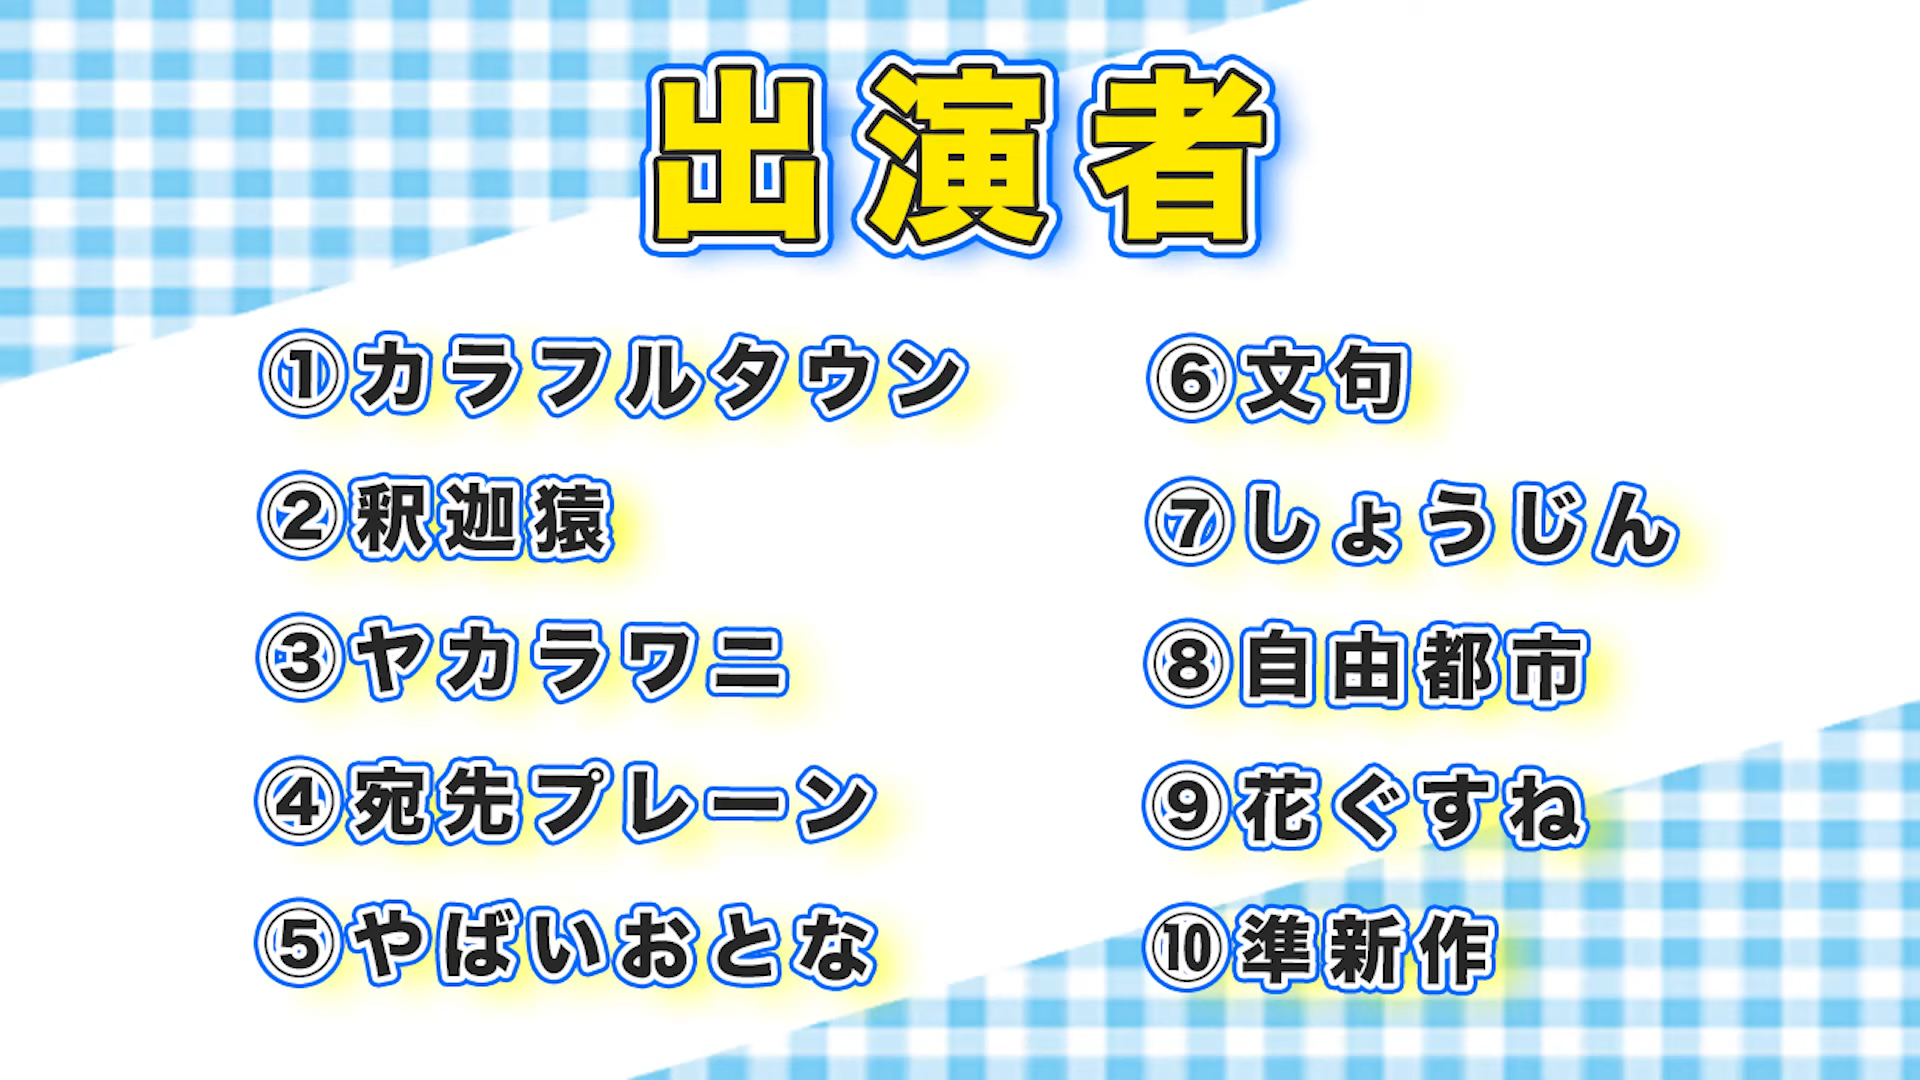 出演者
①カラフルタウン
②釈迦猿
③ヤカラワニ
④宛先プレーン
⑤やばいおとな
⑥文句
⑦しょうじん
⑧自由都市
⑨花ぐすね
⑩準新作